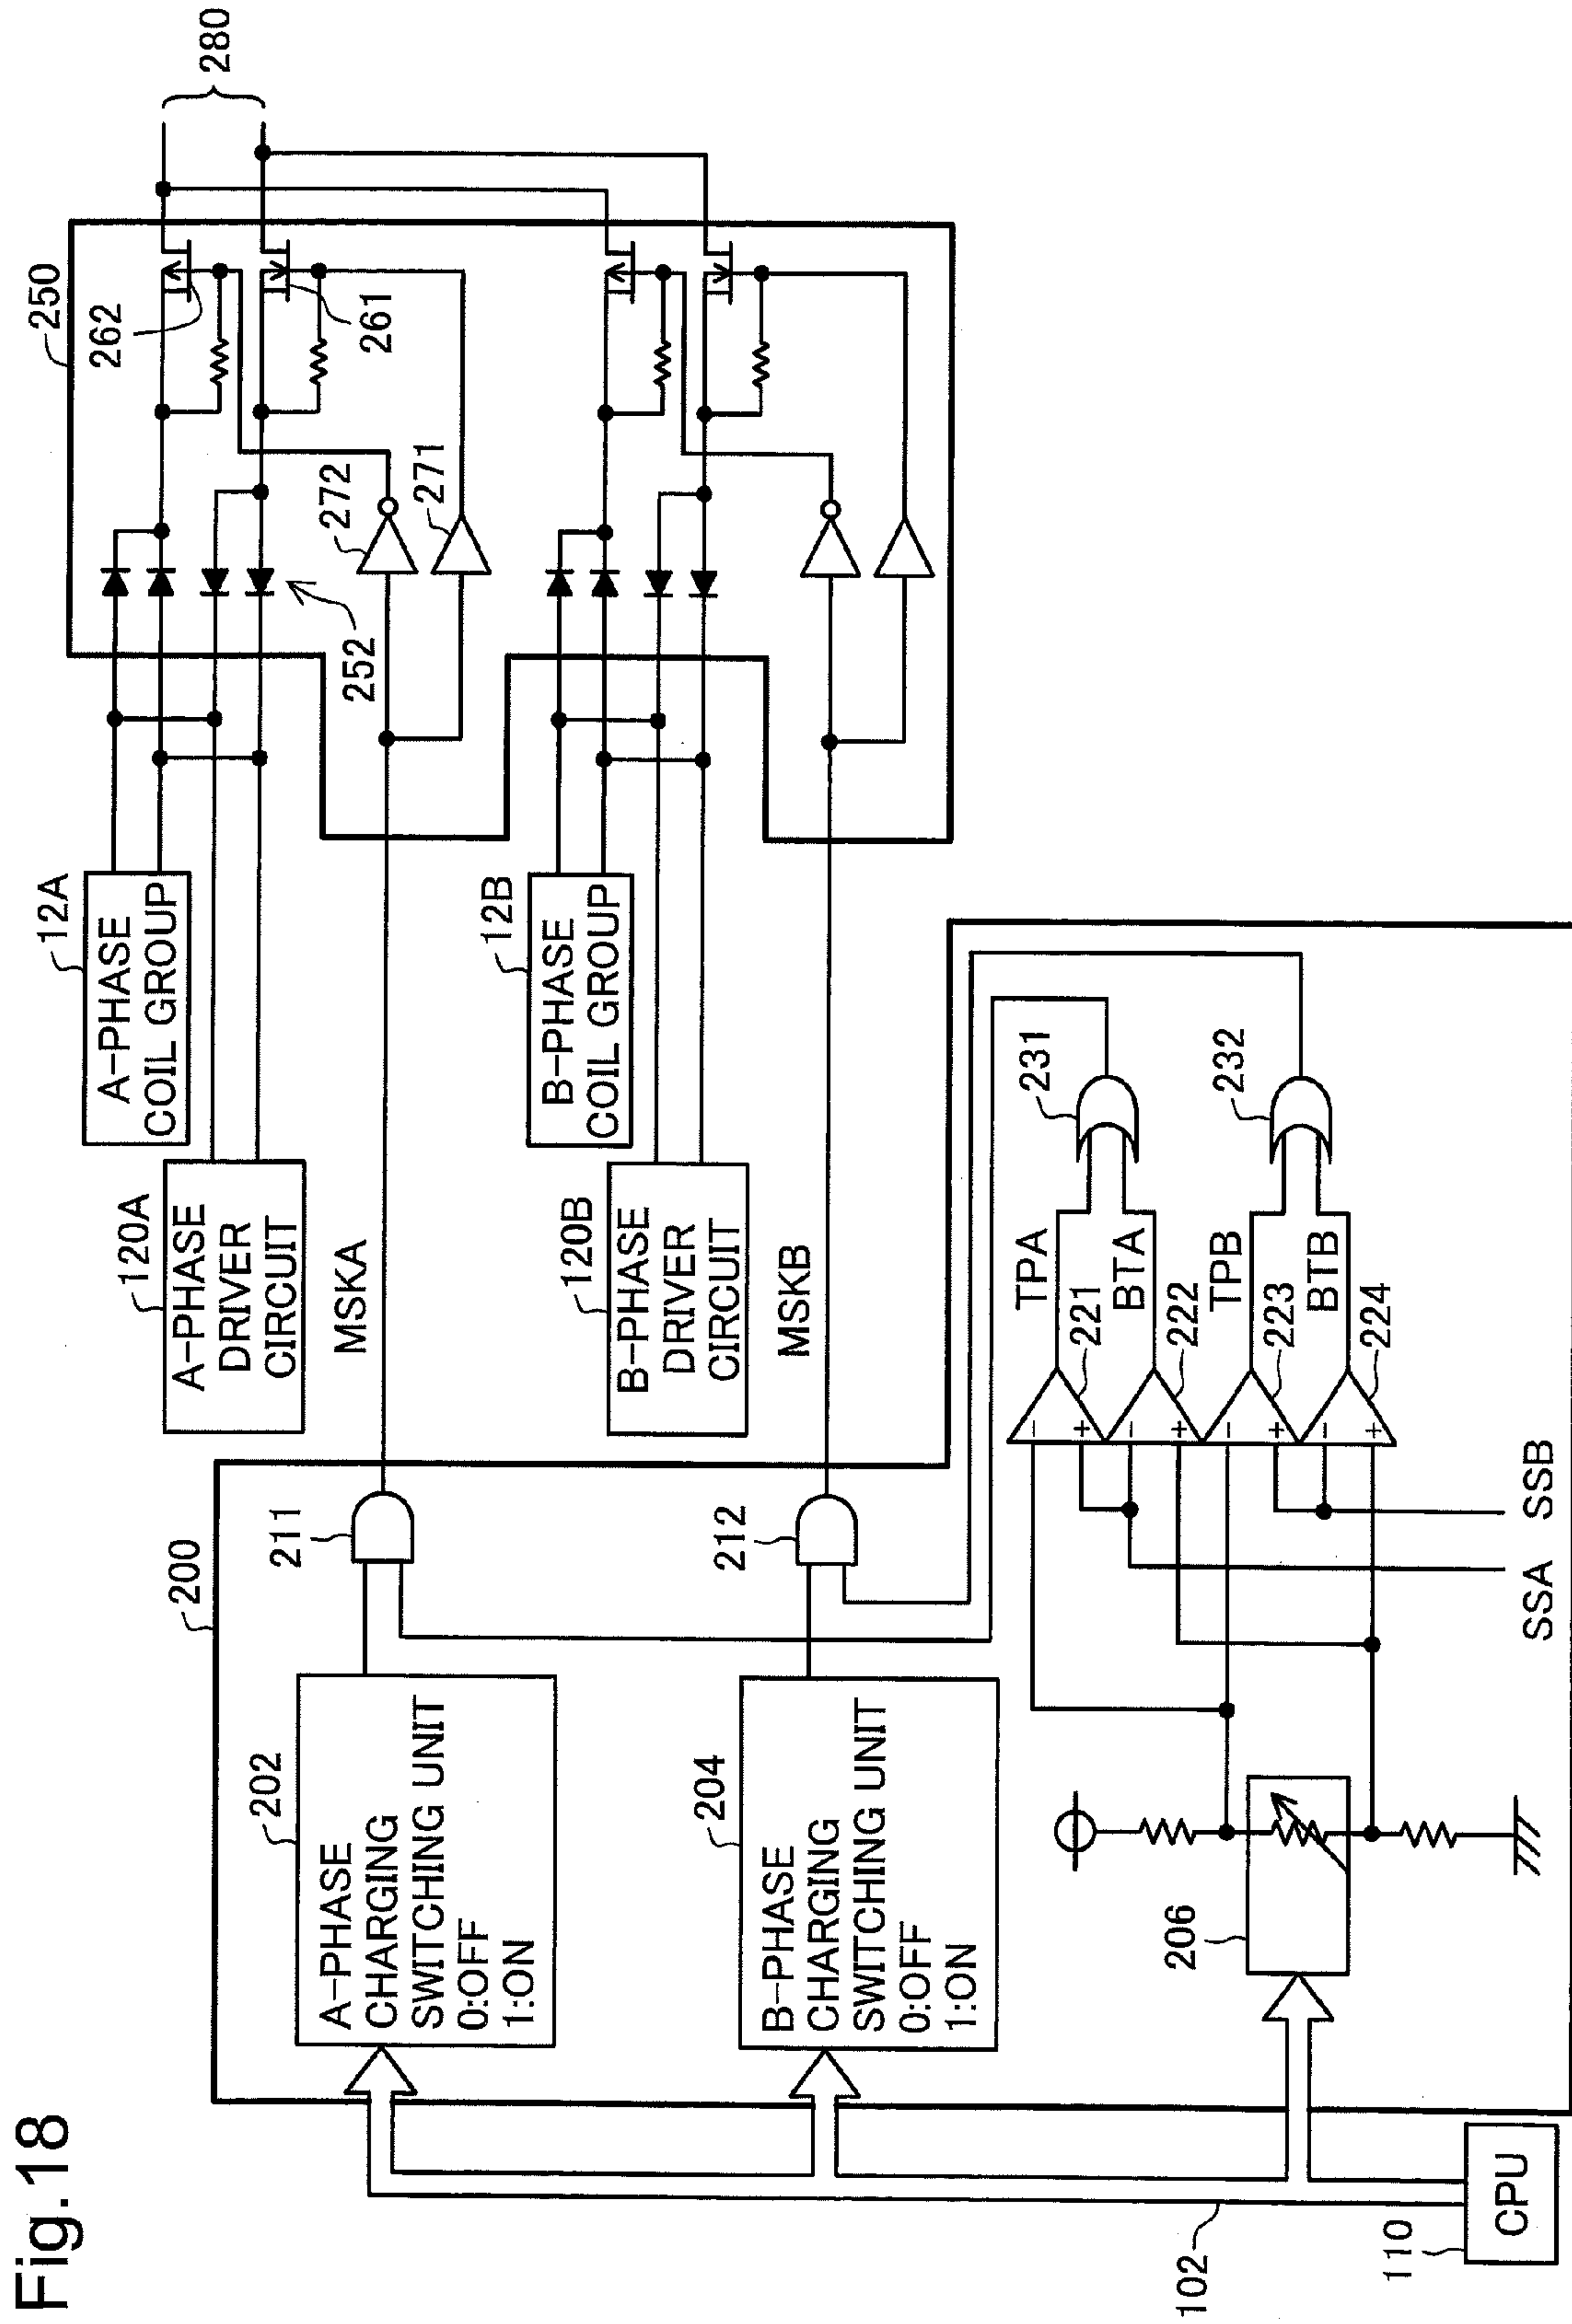 Fig.18
280
250
262
261
272
271
252
12A
A-PHASE
COIL GROUP
120A
A-PHASE
DRIVER
CIRCUIT
MSKA
12B
B-PHASE
COIL GROUP
120B
B-PHASE
DRIVER
CIRCUIT
MSKB
200
211
212
202
A-PHASE
CHARGING
SWITCHING UNIT
0:OFF
1:ON
204
B-PHASE
CHARGING
SWITCHING UNIT
0:OFF
1:ON
231
232
TPA
221
BTA
222
TPB
223
BTB
224
- + - + - + - +
SSA
SSB
206
102
110
CPU